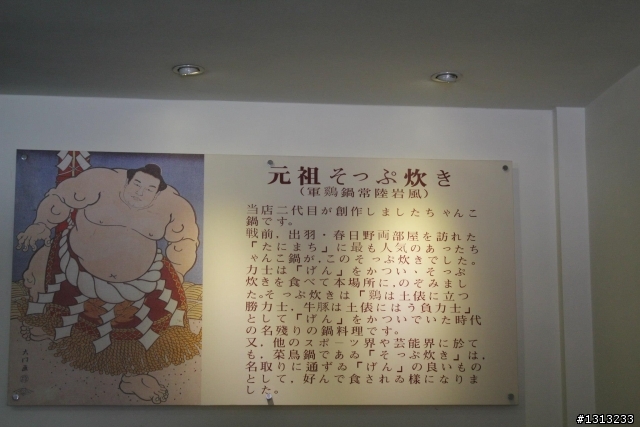 元祖そっぷ炊き
（軍鶏鍋常陸岩風）
当店二代目が創作しましたちゃんこ
鍋です。
戦前．出羽・春日野両部屋を訪れた
「たにまち」に最も人気のあったち
ゃんこ鍋が．このそっぷ炊きでした。
力士は「げん」をかつい・そっぷ
炊きを食べて本場所に．のぞみまし
た。そっぷ炊きは「鶏は土俵に立つ
勝力士．牛豚は土俵にはう負力士」
として「げん」をかついでいた時代
の名残りの鍋料理です。
又．他のスポーツ界や芸能界に於て
も．菜鳥鍋であゐ「そっぷ炊き」は．
名取りに通ずゐ「げん」の良いもの
として．好んで食されゐ様になりま
した。
#1313233